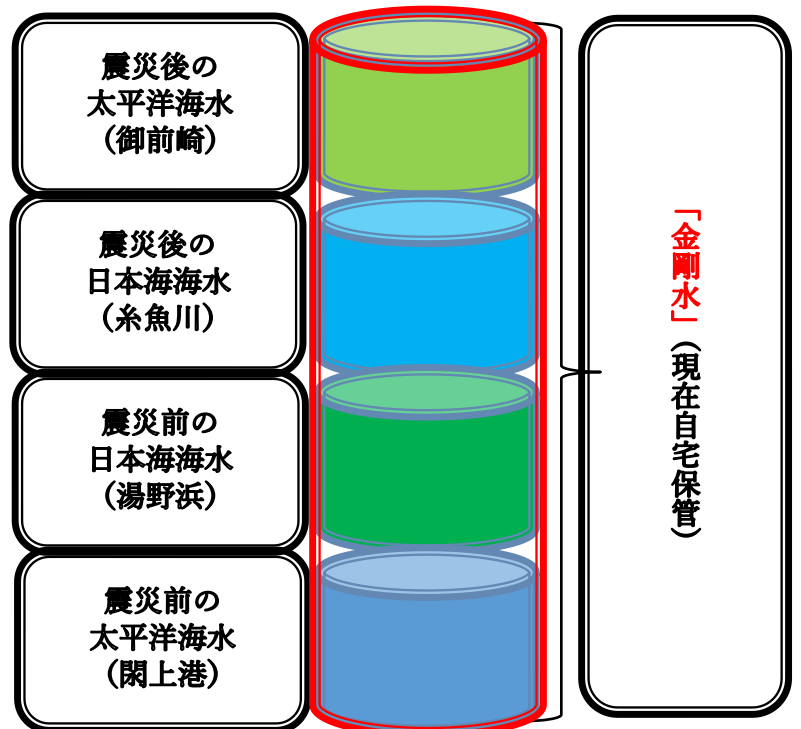 震災後の
太平洋海水
（御前崎）
震災後の
日本海海水
（糸魚川）
震災前の
日本海海水
（湯野浜）
震災前の
太平洋海水
（閖上港）
「金剛水」（現在自宅保管）